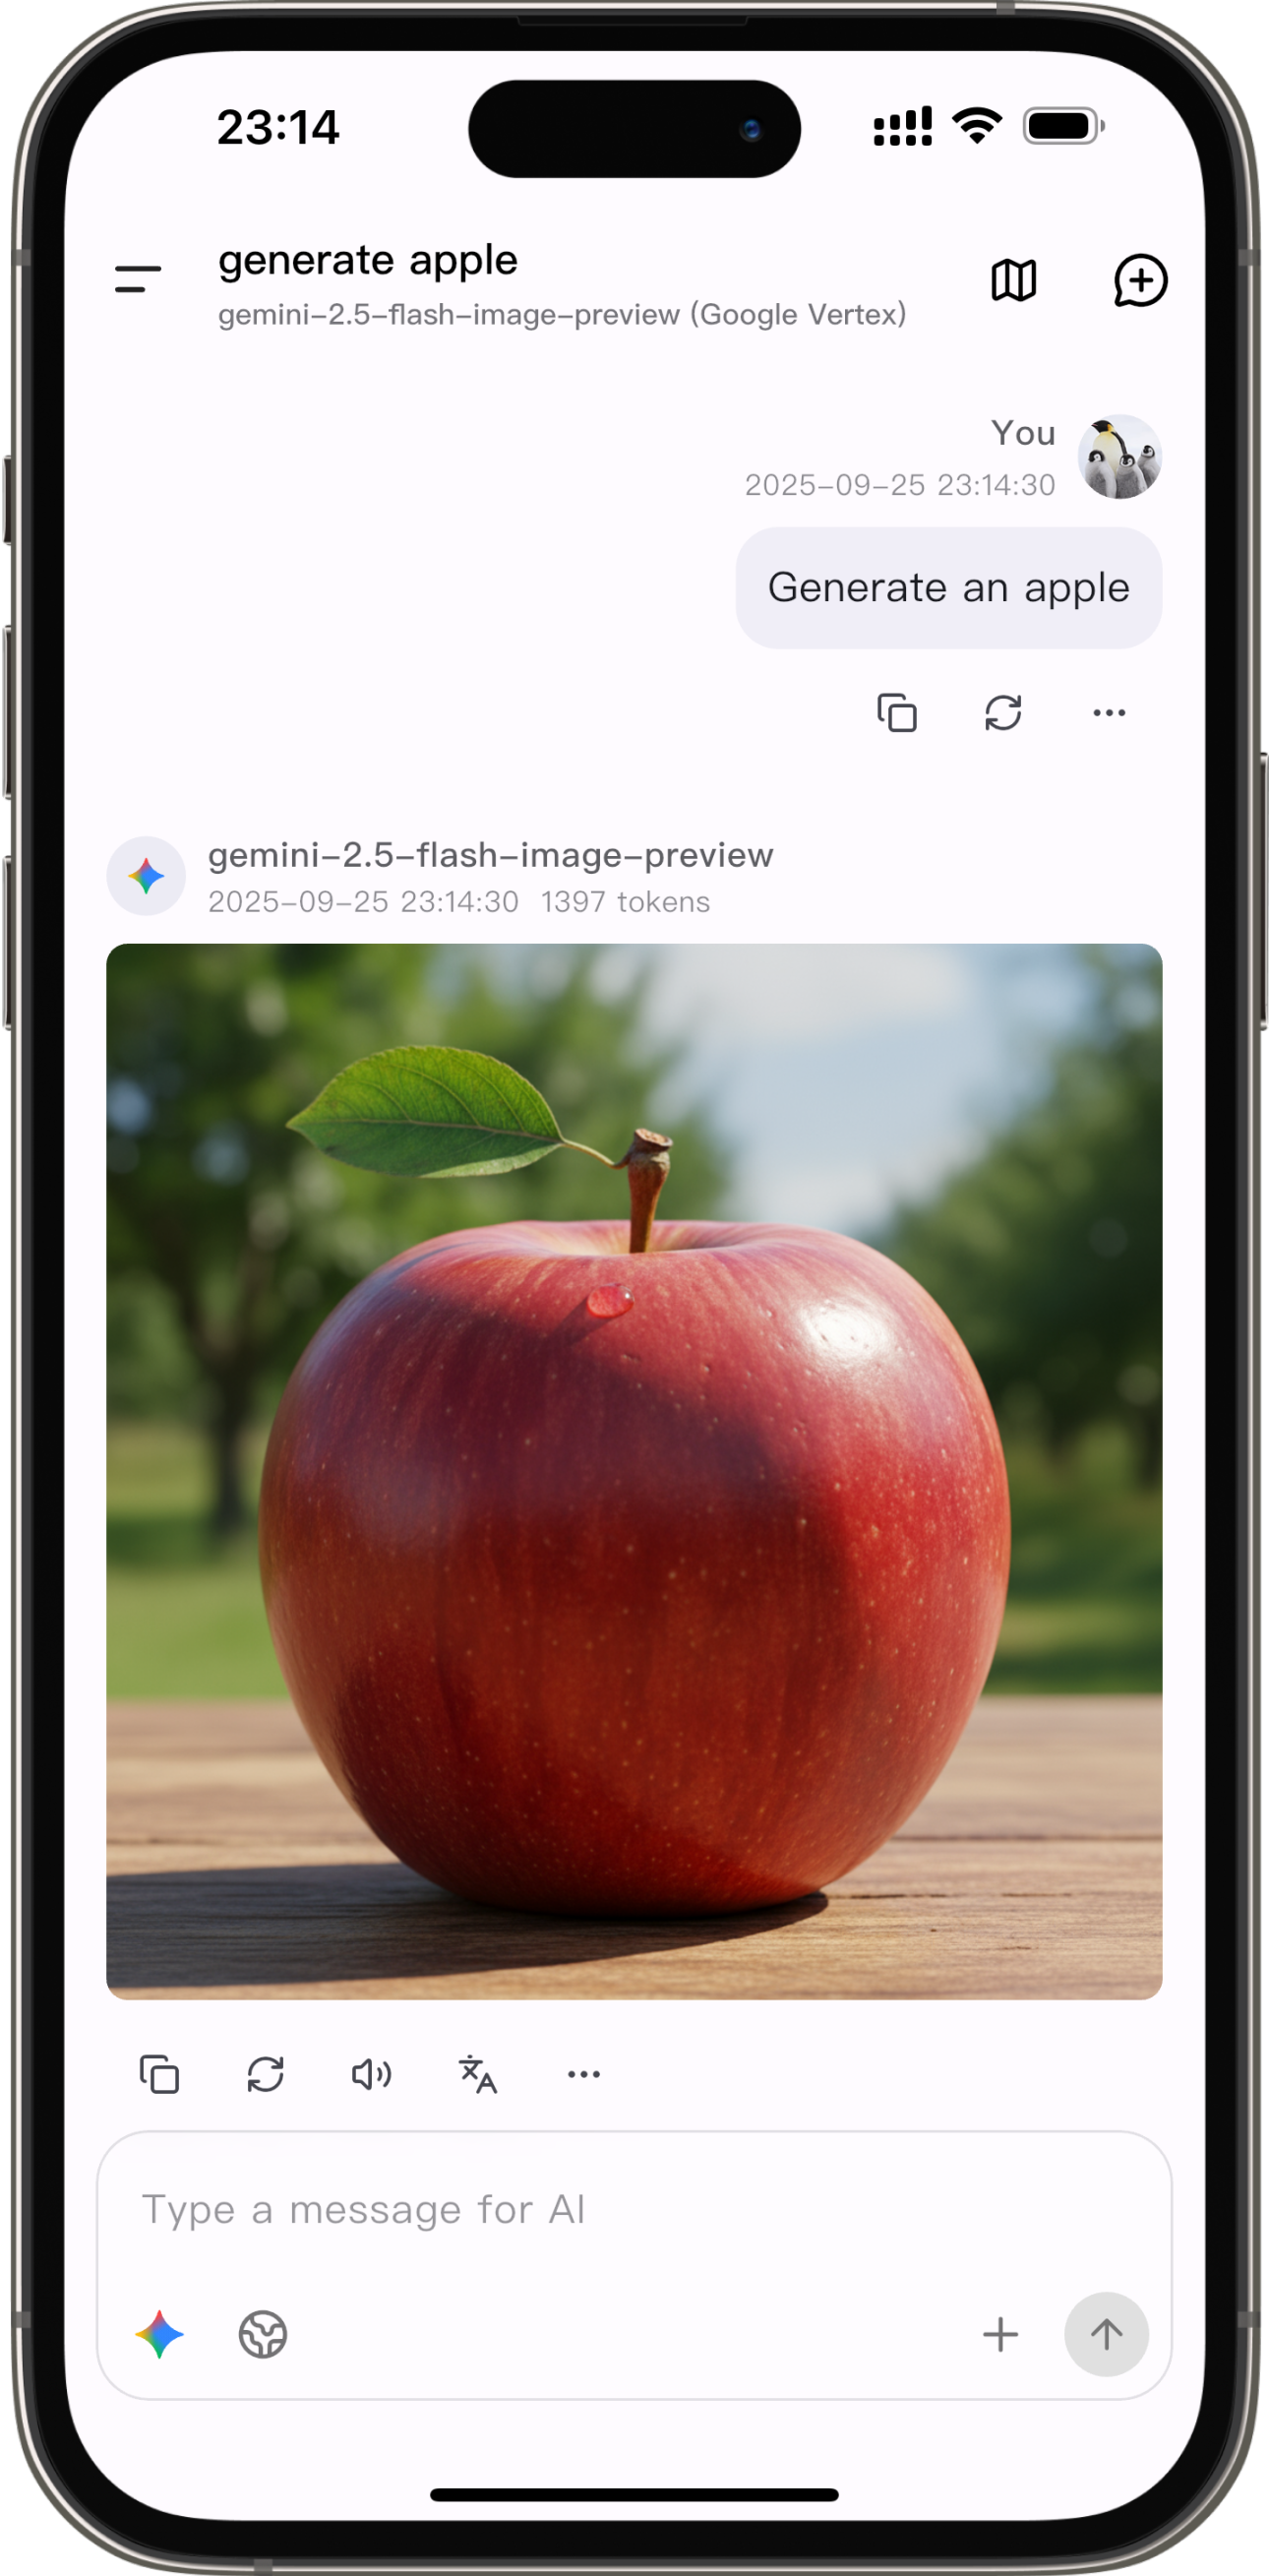 23:14
generate apple
gemini-2.5-flash-image-preview (Google Vertex)
You
2025-09-25 23:14:30
Generate an apple
gemini-2.5-flash-image-preview
2025-09-25 23:14:30 1397 tokens
Type a message for AI